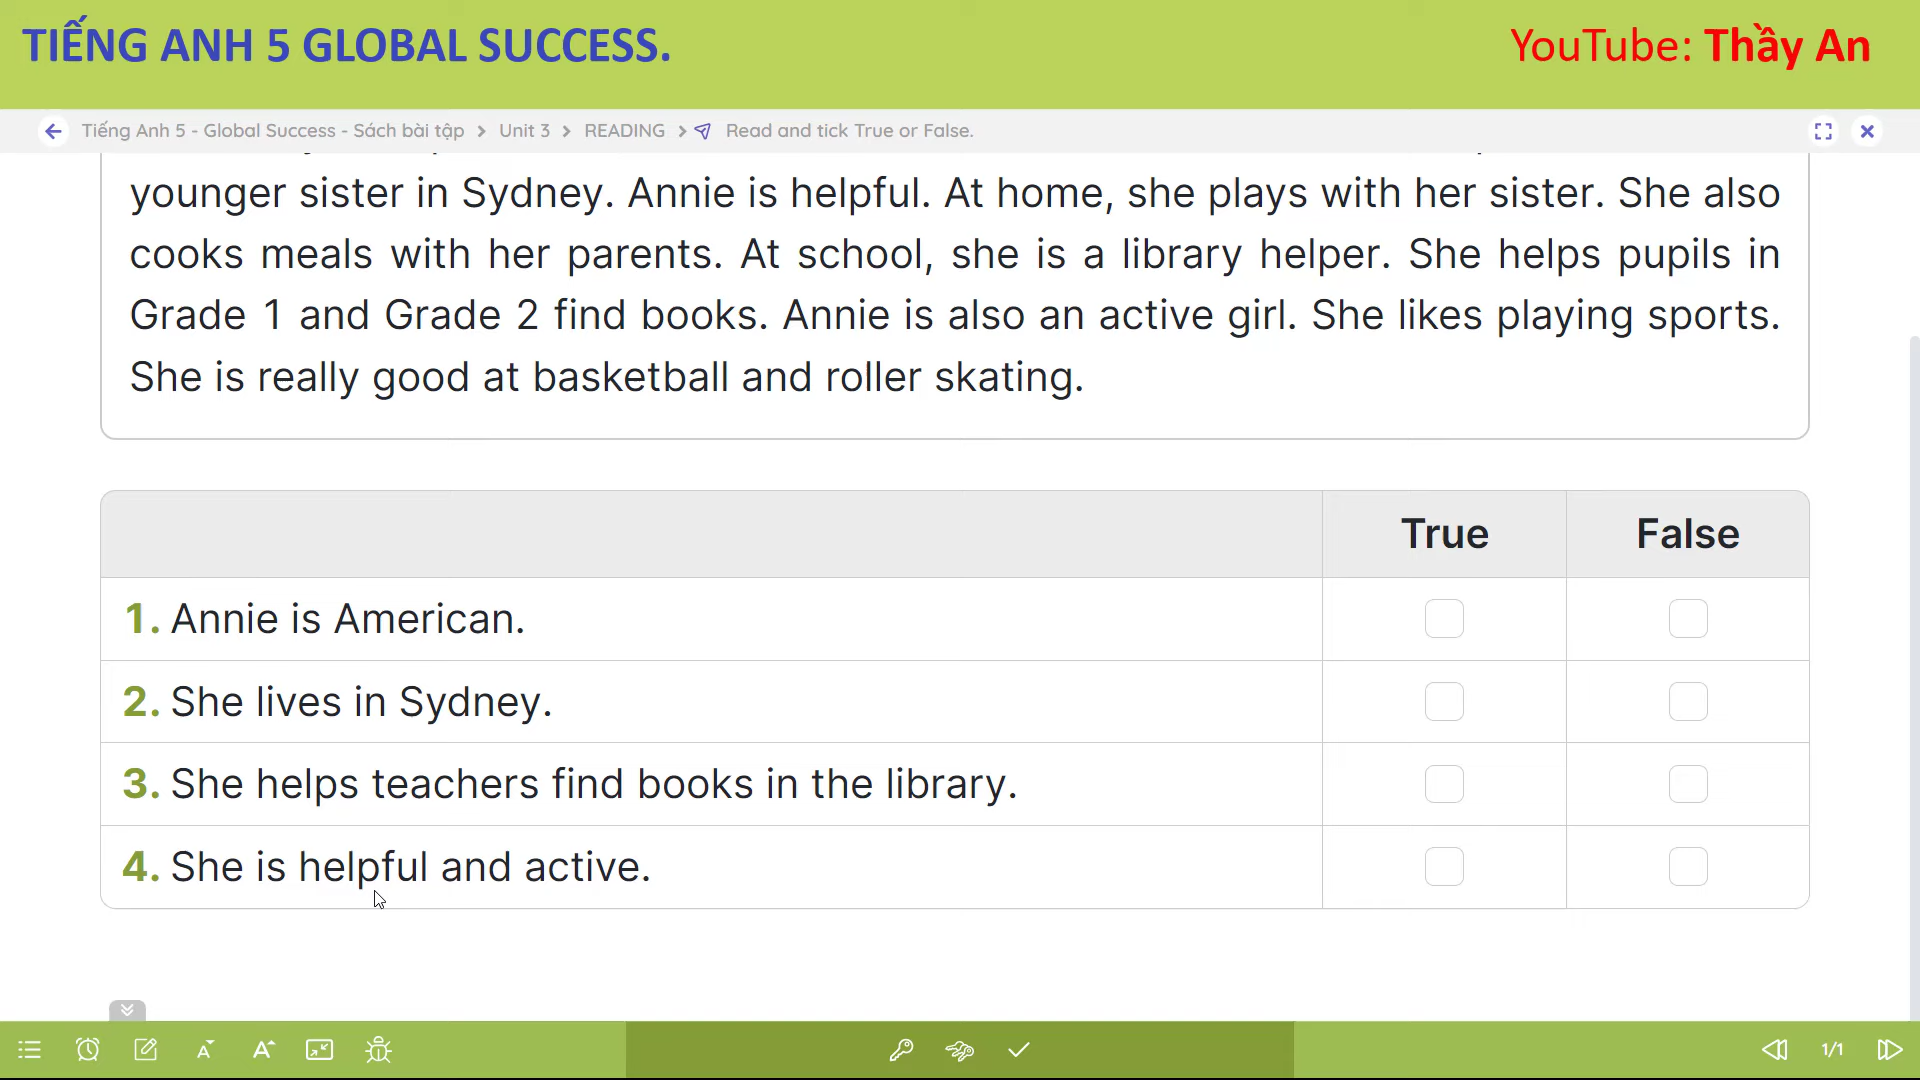 TIẾNG ANH 5 GLOBAL SUCCESS.
YouTube: Thầy An
Tiếng Anh 5 - Global Success - Sách bài tập > Unit 3 > READING > Read and tick True or False.
younger sister in Sydney. Annie is helpful. At home, she plays with her sister. She also
cooks meals with her parents. At school, she is a library helper. She helps pupils in
Grade 1 and Grade 2 find books. Annie is also an active girl. She likes playing sports.
She is really good at basketball and roller skating.
True False
1. Annie is American.
2. She lives in Sydney.
3. She helps teachers find books in the library.
4. She is helpful and active.
1/1